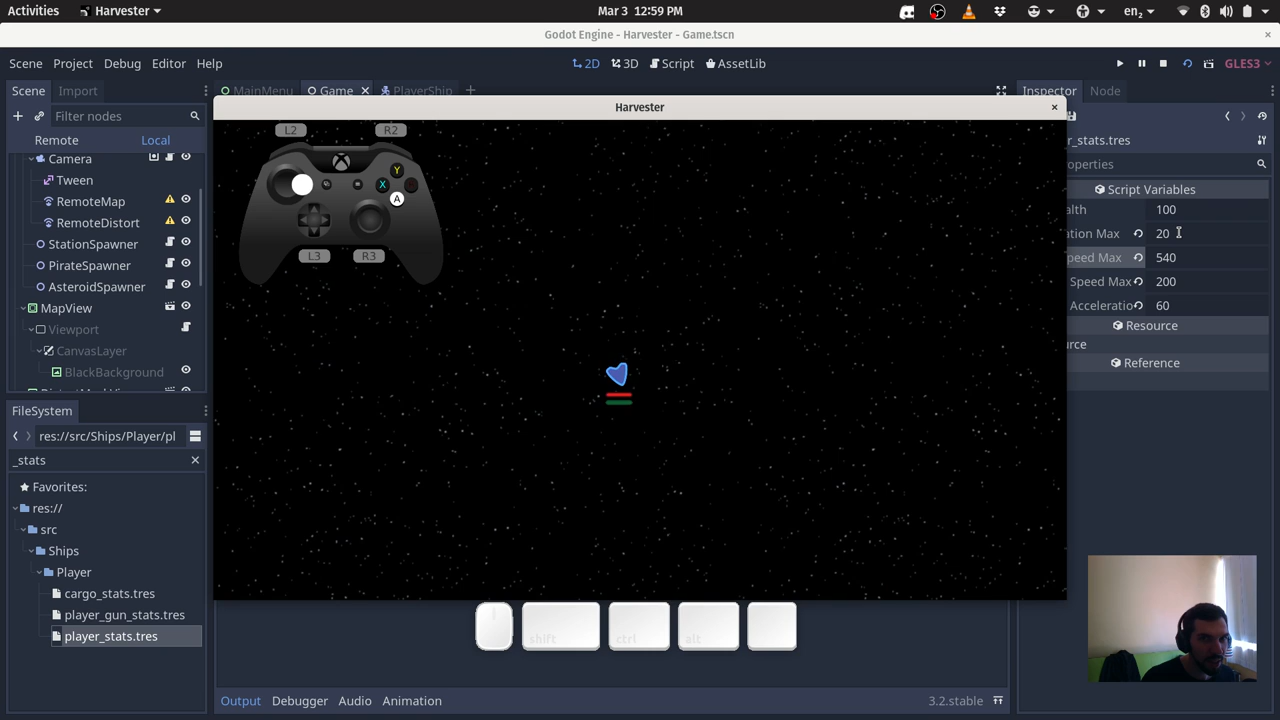 Activities
Harvester
Mar 3 12:59 PM
en₂
Godot Engine - Harvester - Game.tscn
Scene Project Debug Editor Help
2D 3D Script AssetLib
GLES3
Scene Import
MainMenu Game PlayerShip
Inspector Node
Filter nodes
Harvester
Remote Local
r_stats.tres
Camera
operties
Tween
RemoteMap
RemoteDistort
StationSpawner
PirateSpawner
AsteroidSpawner
MapView
Viewport
CanvasLayer
BlackBackground
L2 R2
Y
X
A
L3 R3
Script Variables
alth 100
ation Max 20
peed Max 540
Speed Max 200
Acceleratio 60
Resource
urce
Reference
FileSystem
res://src/Ships/Player/pl
_stats
Favorites:
res://
src
Ships
Player
cargo_stats.tres
player_gun_stats.tres
player_stats.tres
shift ctrl alt
Output Debugger Audio Animation
3.2.stable